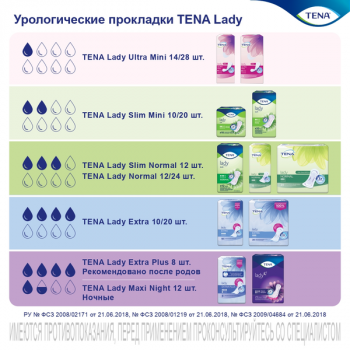 Урологические прокладки TENA Lady
TENA
TENA Lady Ultra Mini 14/28 шт.
TENA Lady Slim Mini 10/20 шт.
TENA Lady Slim Normal 12 шт.
TENA Lady Normal 12/24 шт.
TENA Lady Extra 10/20 шт.
TENA Lady Extra Plus 8 шт.
Рекомендовано после родов
TENA Lady Maxi Night 12 шт.
Ночные
РУ № ФСЗ 2008/02171 от 21.06.2018, № ФСЗ 2008/01219 от 21.06.2018, № ФСЗ 2009/04684 от 21.06.2018
ИМЕЮТСЯ ПРОТИВОПОКАЗАНИЯ. ПЕРЕД ПРИМЕНЕНИЕМ ПРОКОНСУЛЬТИРУЙТЕСЬ СО СПЕЦИАЛИСТОМ